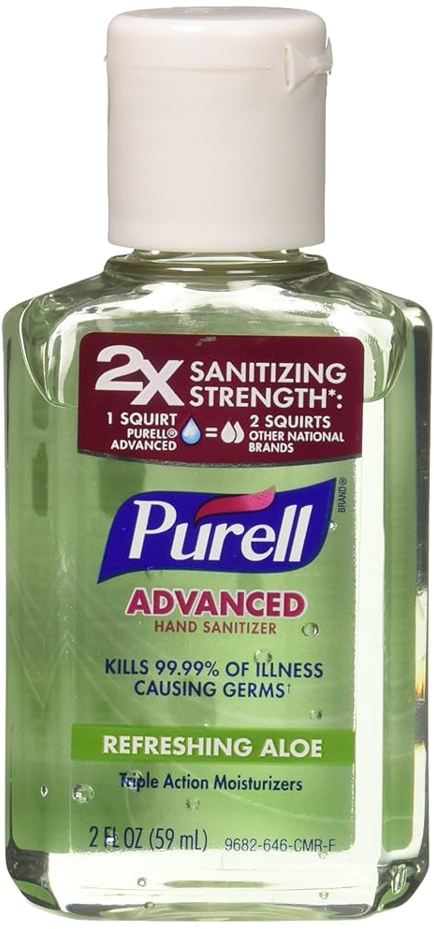 2X SANITIZING
STRENGTH*:
1 SQUIRT
PURELL®
ADVANCED
=
2 SQUIRTS
OTHER NATIONAL
BRANDS
BRAND®
Purell
ADVANCED
HAND SANITIZER
KILLS 99.99% OF ILLNESS
CAUSING GERMS†
REFRESHING ALOE
Triple Action Moisturizers
2 FL OZ (59 mL) 9682-646-CMR-F